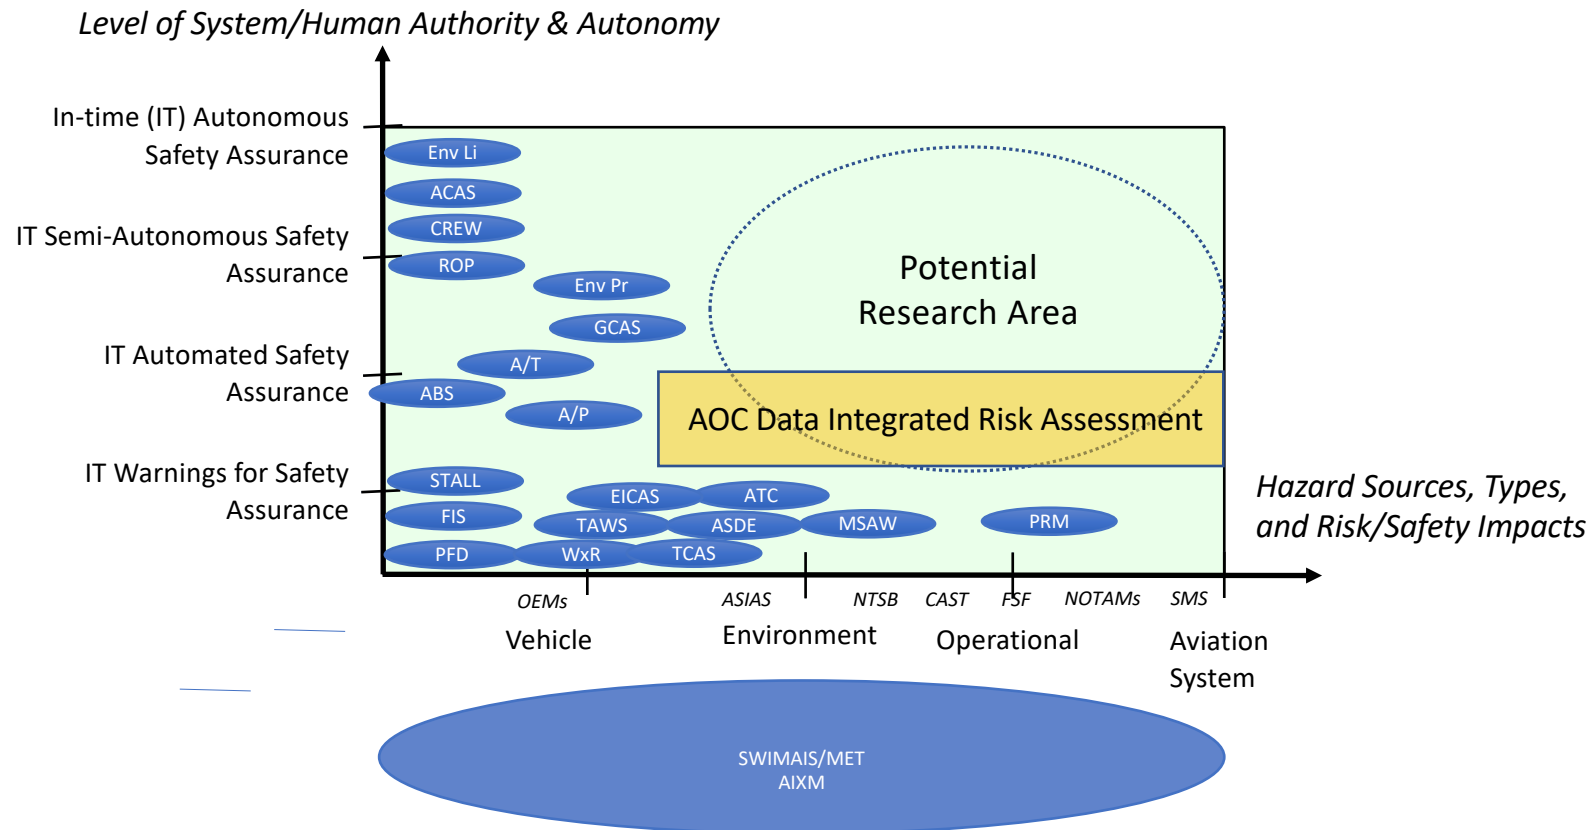 Level of System/Human Authority & Autonomy
In-time (IT) Autonomous
Safety Assurance
IT Semi-Autonomous Safety
Assurance
IT Automated Safety
Assurance
IT Warnings for Safety
Assurance
Env Li
ACAS
CREW
ROP
Env Pr
GCAS
A/T
ABS
A/P
STALL
FIS
PFD
EICAS
ATC
TAWS
ASDE
MSAW
PRM
WxR
TCAS
Potential
Research Area
AOC Data Integrated Risk Assessment
Hazard Sources, Types,
and Risk/Safety Impacts
OEMs
ASIAS
NTSB
CAST
FSF
NOTAMs
SMS
Vehicle
Environment
Operational
Aviation
System
SWIMAIS/MET
AIXM